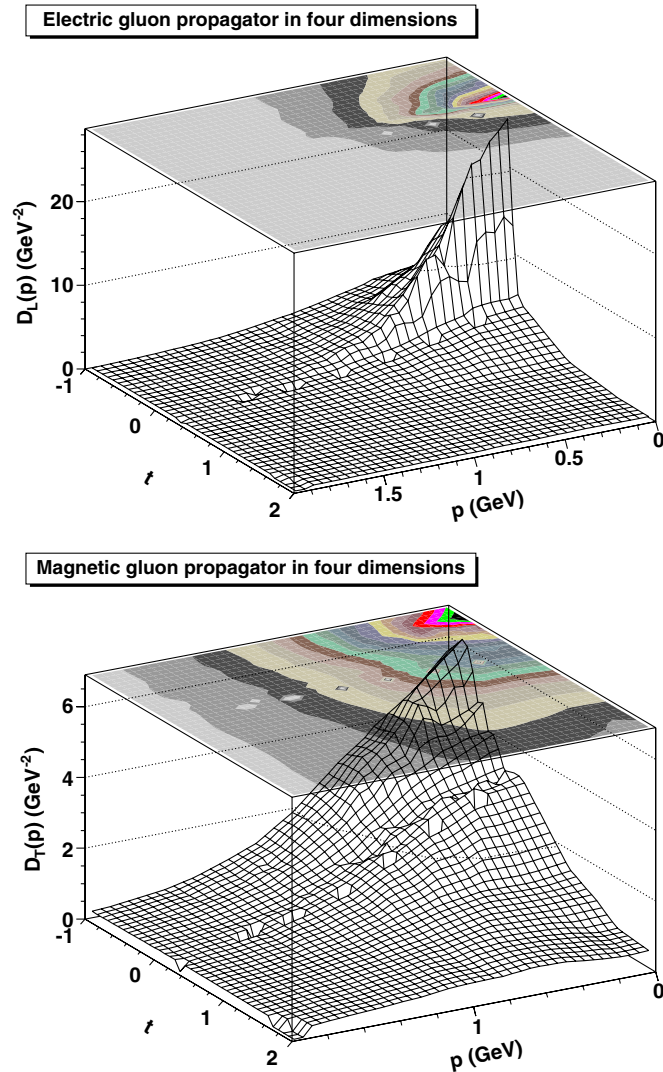 Electric gluon propagator in four dimensions
D_L(p) (GeV^-2)
20
10
0
-1
0
1
2
t
1.5
1
0.5
0
p (GeV)
Magnetic gluon propagator in four dimensions
D_T(p) (GeV^-2)
6
4
2
0
-1
0
1
2
t
1
0
p (GeV)